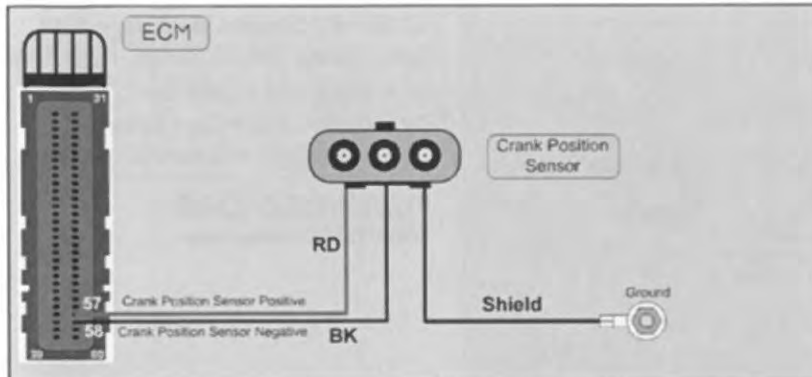 ECM
1 31
Crank Position
Sensor
RD
57 Crank Position Sensor Positive
Shield
Ground
58 Crank Position Sensor Negative
BK
60